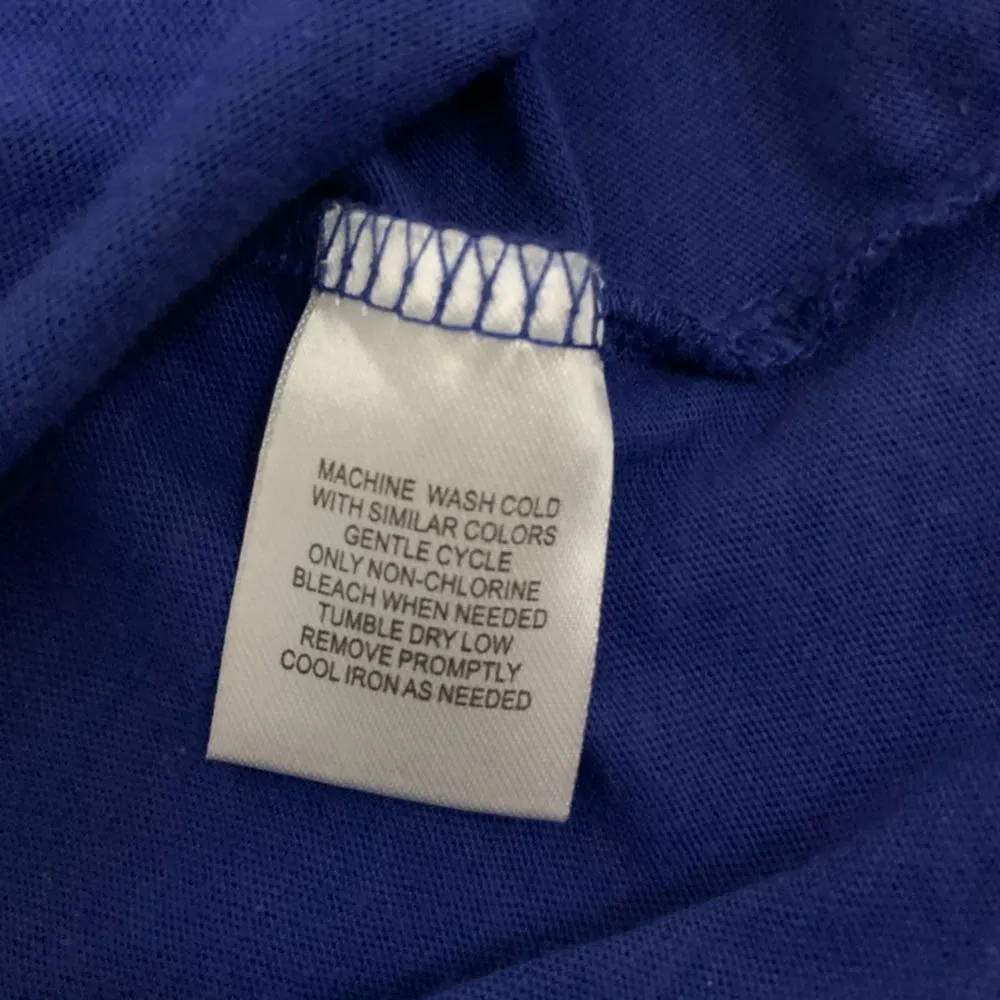 MACHINE WASH COLD
WITH SIMILAR COLORS
GENTLE CYCLE
ONLY NON-CHLORINE
BLEACH WHEN NEEDED
TUMBLE DRY LOW
REMOVE PROMPTLY
COOL IRON AS NEEDED